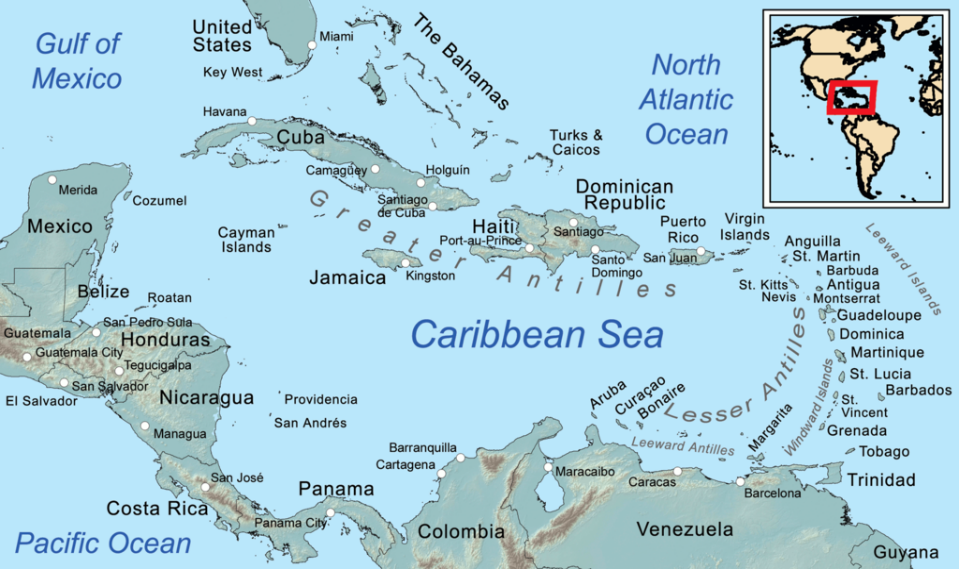 Gulf of
Mexico
United
States
Miami
Key West
The Bahamas
North
Atlantic
Ocean
Havana
Cuba
Camagüey
Holguín
Santiago
de Cuba
Turks &
Caicos
Merida
Cozumel
Mexico
Cayman
Islands
Greater Antilles
Jamaica
Kingston
Haiti
Port-au-Prince
Dominican
Republic
Santiago
Santo
Domingo
Puerto
Rico
San Juan
Virgin
Islands
Anguilla
St. Martin
Barbuda
Antigua
St. Kitts
Nevis
Montserrat
Guadeloupe
Leeward Islands
Dominica
Martinique
St. Lucia
Barbados
St.
Vincent
Grenada
Windward Islands
Lesser Antilles
Tobago
Trinidad
Caribbean Sea
Belize
Roatan
Guatemala
San Pedro Sula
Honduras
Guatemala City
Tegucigalpa
San Salvador
El Salvador
Nicaragua
Managua
Providencia
San Andrés
Aruba
Curaçao
Bonaire
Leeward Antilles
Margarita
Barranquilla
Cartagena
Maracaibo
Caracas
Barcelona
San José
Costa Rica
Panama
Panama City
Colombia
Venezuela
Guyana
Pacific Ocean